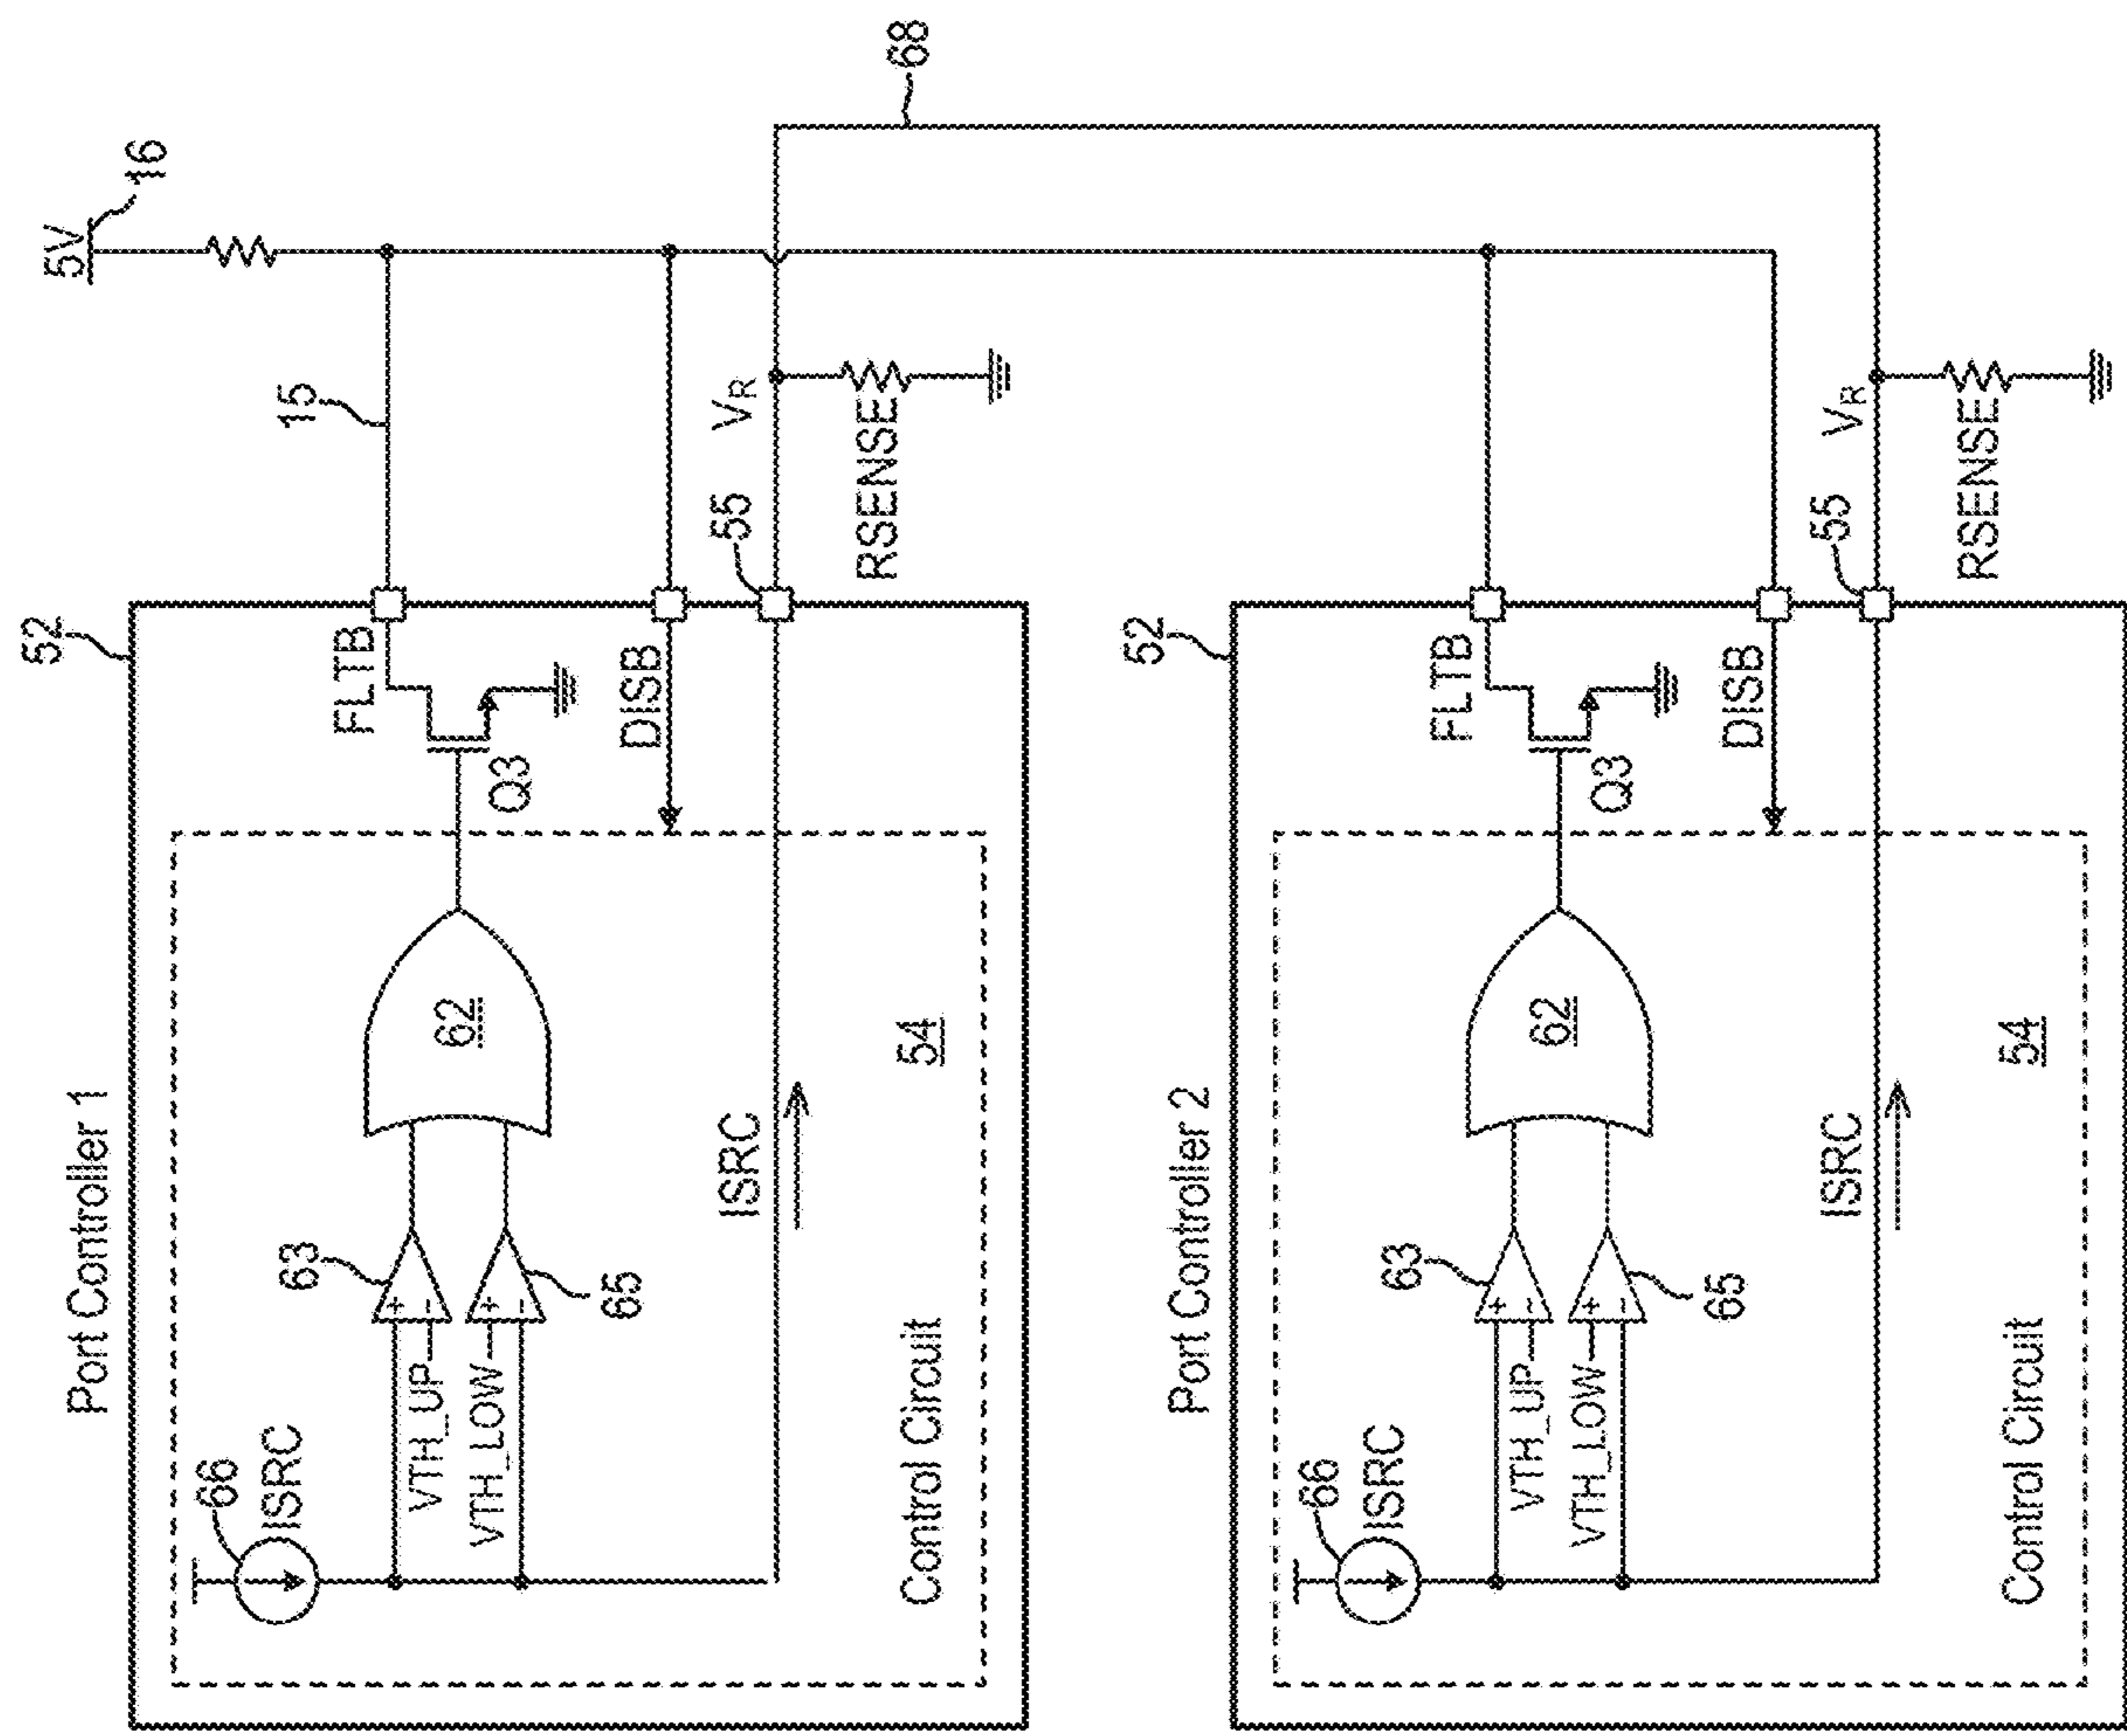 5V
16
68
15
52
FLTB
DISB
55
VR
RSENSE
Q3
Port Controller 1
62
63
65
+
-
+
-
VTH_UP
VTH_LOW
66
ISRC
ISRC
54
Control Circuit
52
FLTB
DISB
55
VR
RSENSE
Q3
Port Controller 2
62
63
65
+
-
+
-
VTH_UP
VTH_LOW
66
ISRC
ISRC
54
Control Circuit